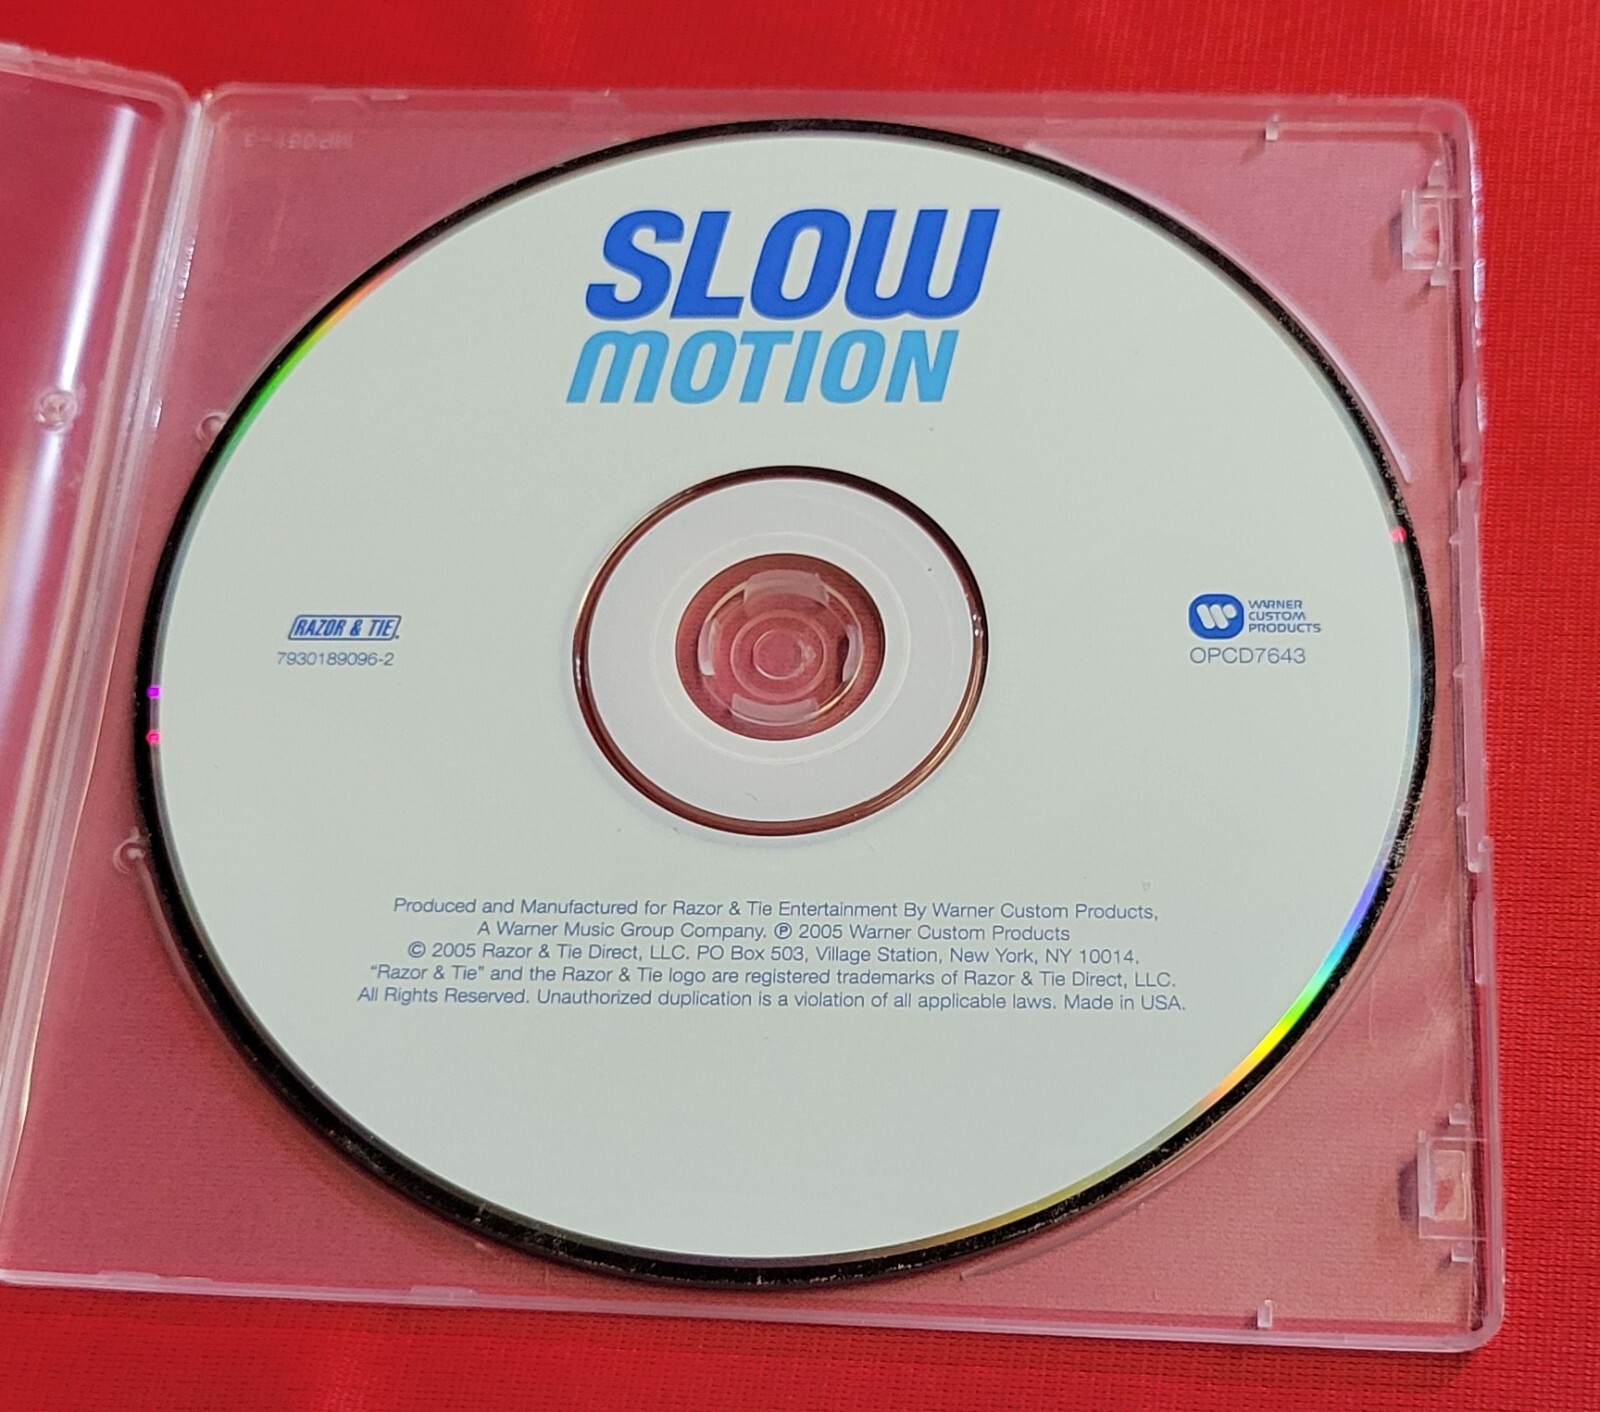 SLOW
MOTION
RAZOR & TIE
7930189096-2
WARNER
CUSTOM
PRODUCTS
OPCD7643
Produced and Manufactured for Razor & Tie Entertainment By Warner Custom Products,
A Warner Music Group Company. ℗ 2005 Warner Custom Products
© 2005 Razor & Tie Direct, LLC. PO Box 503, Village Station, New York, NY 10014.
“Razor & Tie” and the Razor & Tie logo are registered trademarks of Razor & Tie Direct, LLC.
All Rights Reserved. Unauthorized duplication is a violation of all applicable laws. Made in USA.